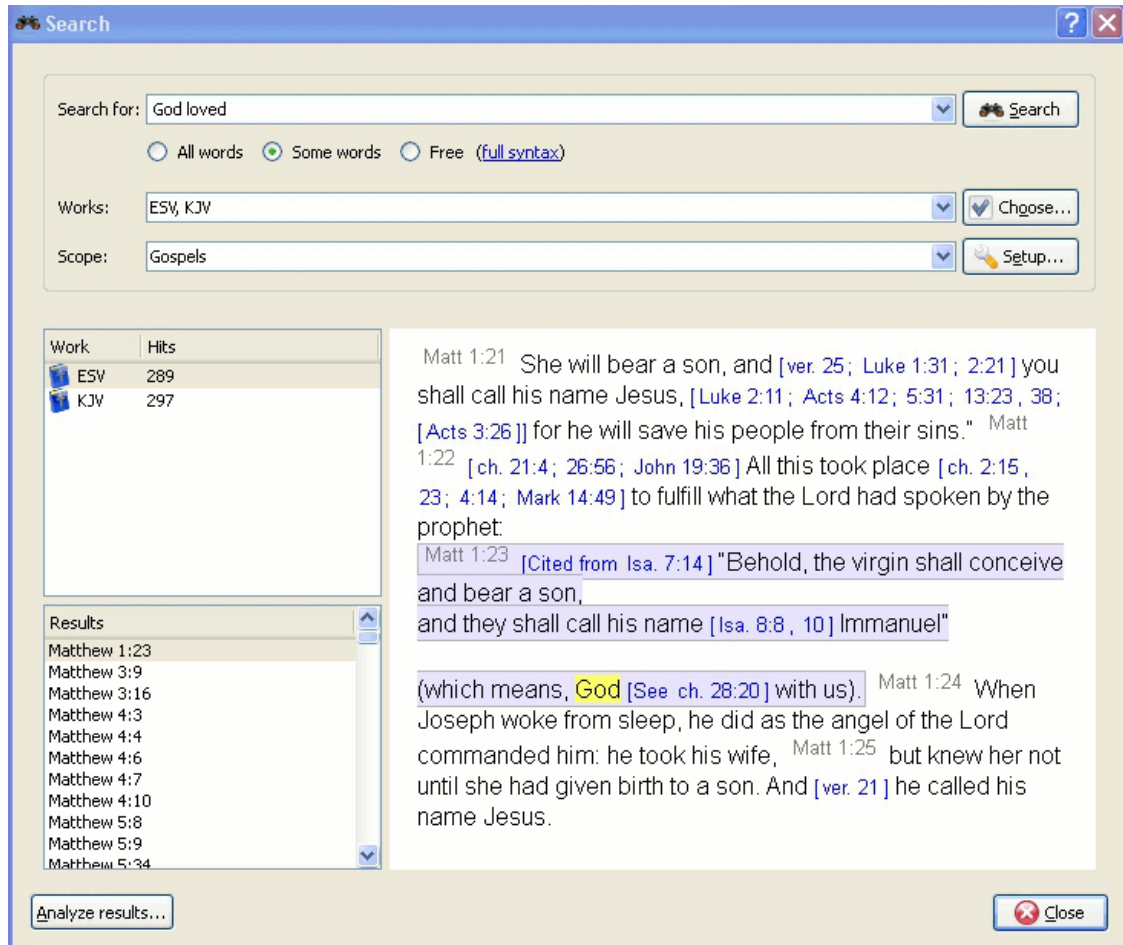 Search
Search for: God loved Search
All words Some words Free (full syntax)
Works: ESV, KJV Choose...
Scope: Gospels Setup...
Work Hits
ESV 289
KJV 297
Results
Matthew 1:23
Matthew 3:9
Matthew 3:16
Matthew 4:3
Matthew 4:4
Matthew 4:6
Matthew 4:7
Matthew 4:10
Matthew 5:8
Matthew 5:9
Matthew 5:34
Matt 1:21 She will bear a son, and [ver. 25; Luke 1:31; 2:21] you
shall call his name Jesus, [Luke 2:11; Acts 4:12; 5:31; 13:23, 38;
[Acts 3:26]] for he will save his people from their sins." Matt
1:22 [ch. 21:4; 26:56; John 19:36] All this took place [ch. 2:15,
23; 4:14; Mark 14:49] to fulfill what the Lord had spoken by the
prophet:
Matt 1:23 [Cited from Isa. 7:14] "Behold, the virgin shall conceive
and bear a son,
and they shall call his name [Isa. 8:8, 10] Immanuel"
(which means, God [See ch. 28:20] with us). Matt 1:24 When
Joseph woke from sleep, he did as the angel of the Lord
commanded him: he took his wife, Matt 1:25 but knew her not
until she had given birth to a son. And [ver. 21] he called his
name Jesus.
Analyze results... Close